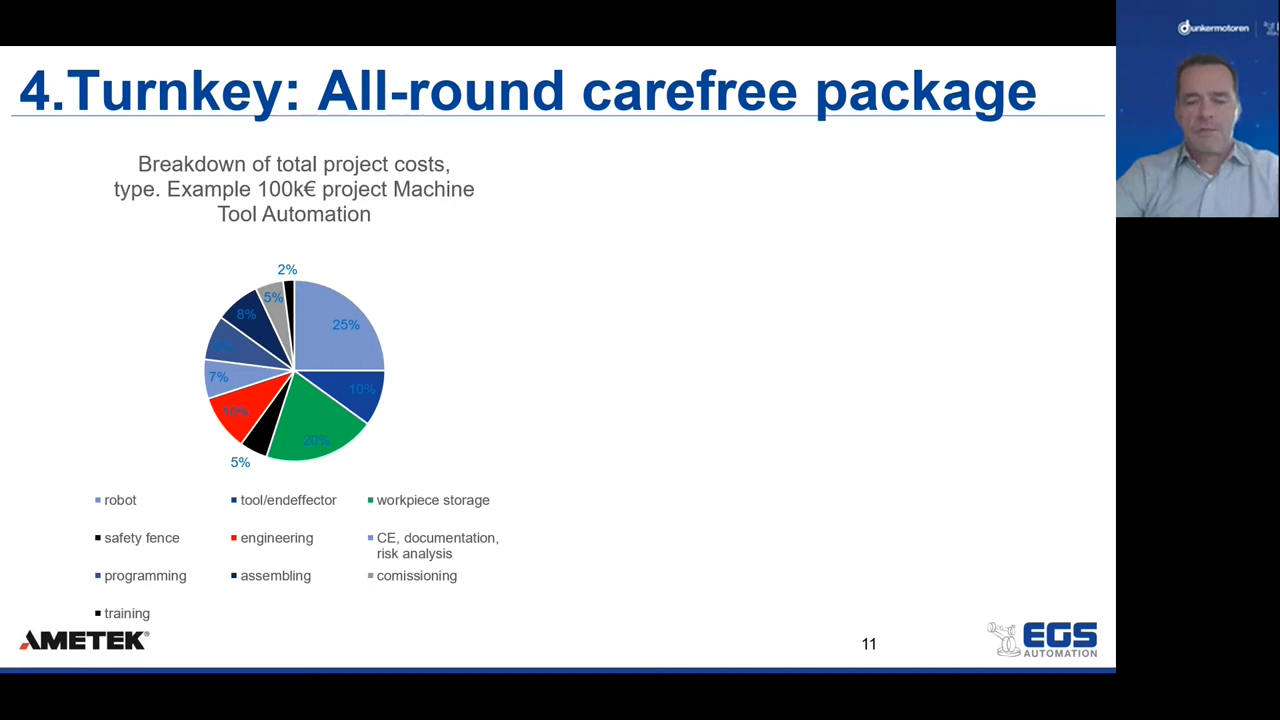 4.Turnkey: All-round carefree package
Breakdown of total project costs,
type. Example 100k€ project Machine
Tool Automation
2%
5%
8%
25%
7%
10%
10%
20%
5%
robot
tool/endeffector
workpiece storage
safety fence
engineering
CE, documentation,
risk analysis
programming
assembling
comissioning
training
AMETEK®
11
EGS
AUTOMATION
dunkermotoren